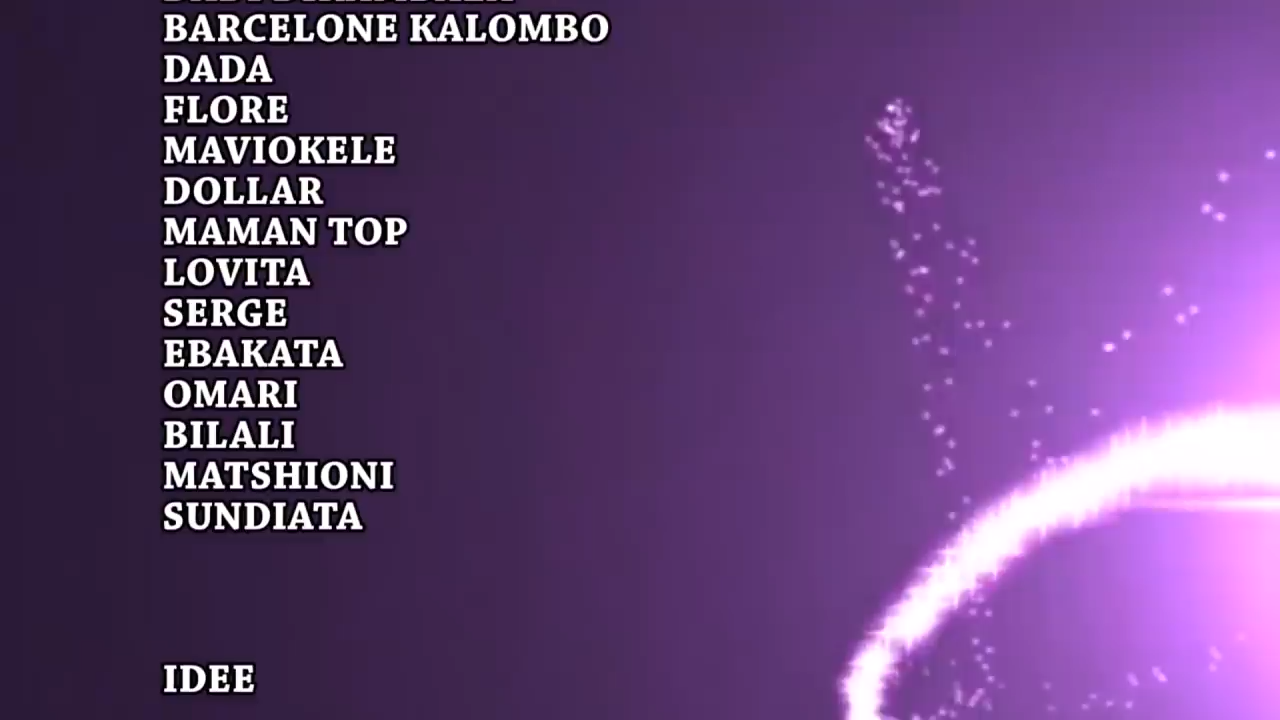 BARCELONE KALOMBO
DADA
FLORE
MAVIOKELE
DOLLAR
MAMAN TOP
LOVITA
SERGE
EBAKATA
OMARI
BILALI
MATSHIONI
SUNDIATA
IDEE